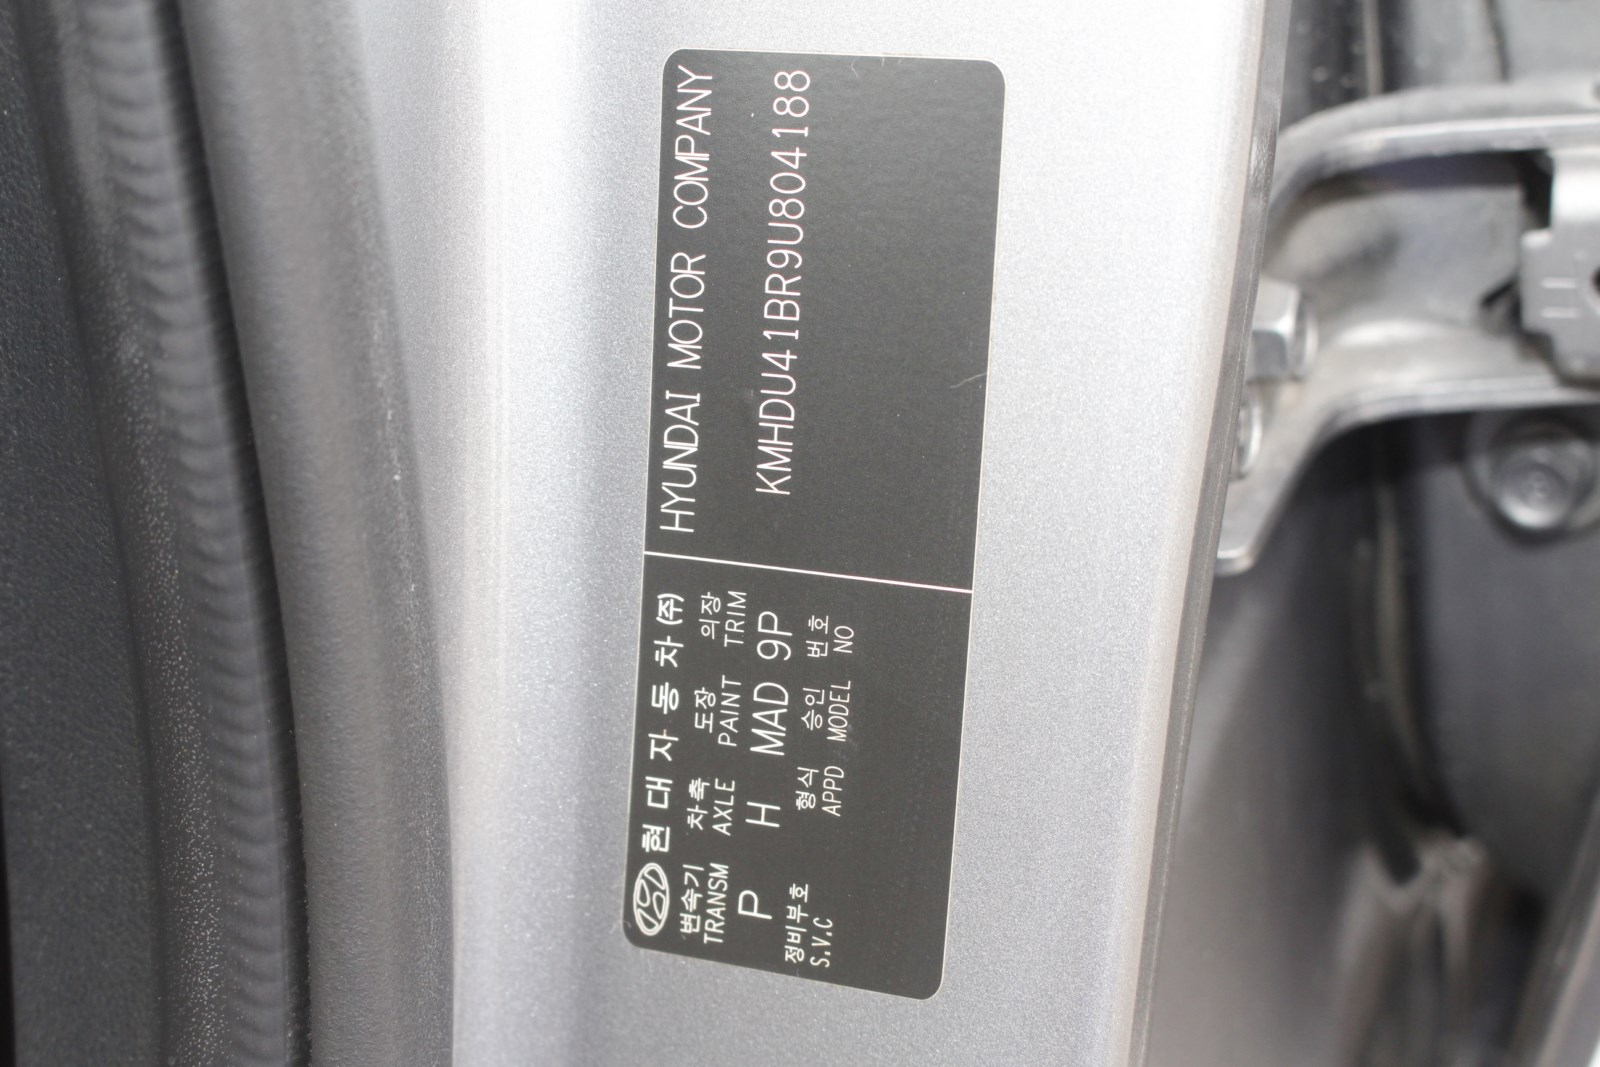 현대자동차(주) HYUNDAI MOTOR COMPANY
변속기 차축 도장 의장
TRANSM AXLE PAINT TRIM
P H MAD 9P KMHDU41BR9U804188
정비부호 형식 승인 번호
S.V.C APPD MODEL NO